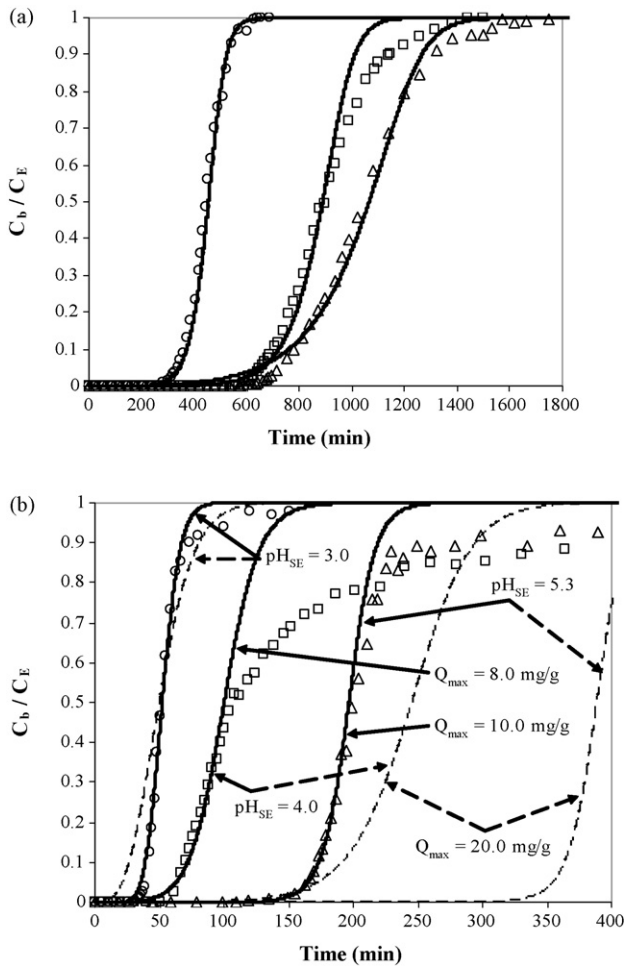 (a)
1
0.9
0.8
0.7
0.6
0.5
0.4
0.3
0.2
0.1
0
C_b / C_E
0 200 400 600 800 1000 1200 1400 1600 1800
Time (min)
(b)
1
0.9
0.8
0.7
0.6
0.5
0.4
0.3
0.2
0.1
0
C_b / C_E
pH_SE = 3.0
pH_SE = 5.3
Q_max = 8.0 mg/g
Q_max = 10.0 mg/g
pH_SE = 4.0
Q_max = 20.0 mg/g
0 50 100 150 200 250 300 350 400
Time (min)